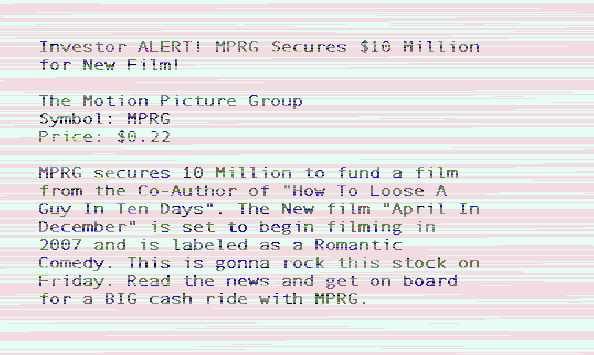 Investor ALERT! MPRG Secures $10 Million
for New Film!
The Motion Picture Group
Symbol: MPRG
Price: $0.22
MPRG secures 10 Million to fund a film
from the Co-Author of "How To Loose A
Guy In Ten Days". The New film "April In
December" is set to begin filming in
2007 and is labeled as a Romantic
Comedy. This is gonna rock this stock on
Friday. Read the news and get on board
for a BIG cash ride with MPRG.